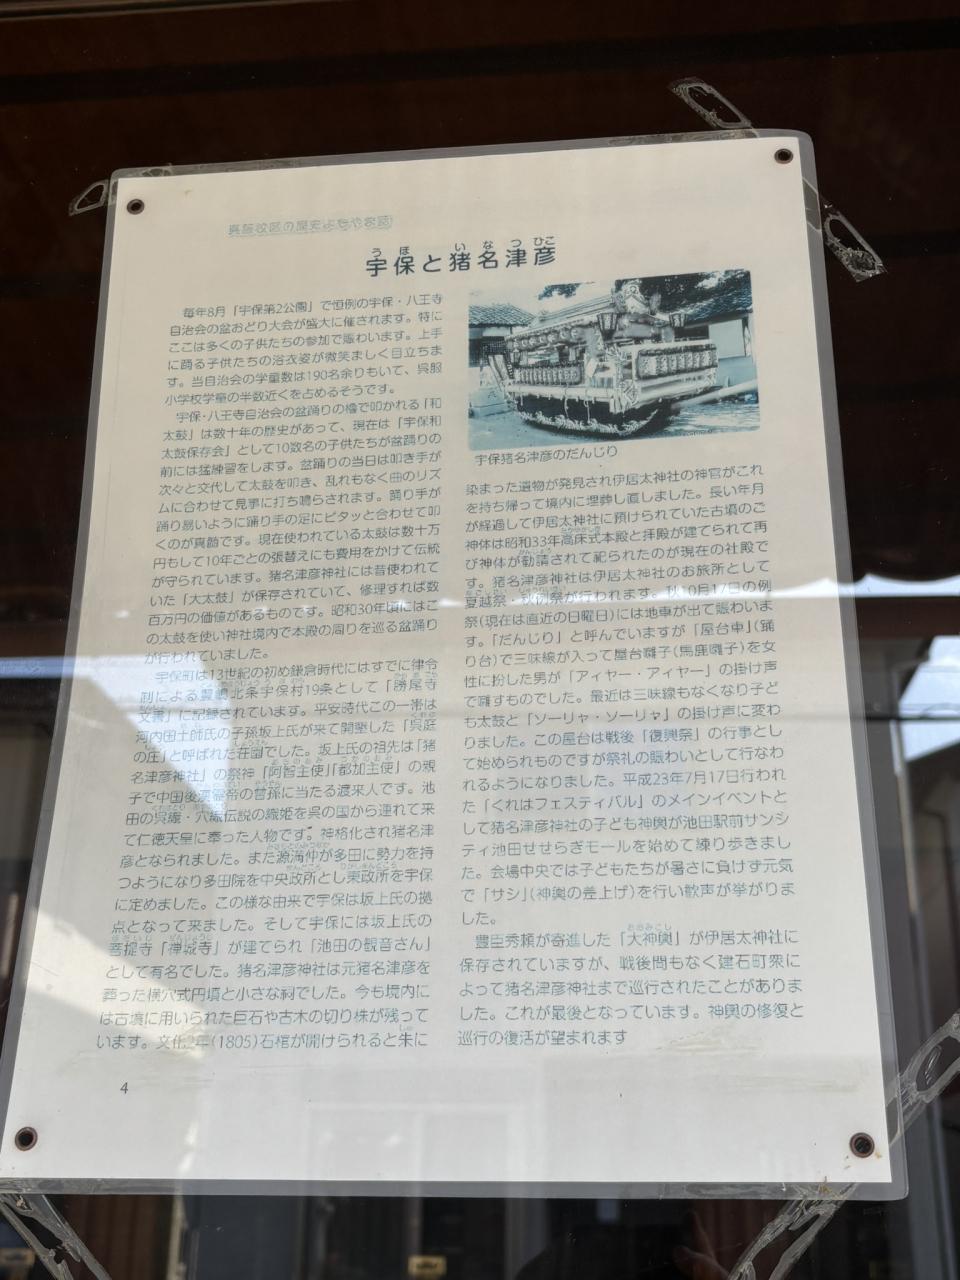 呉服校区の歴史よもやま話
宇保と猪名津彦
毎年8月「宇保第2公園」で恒例の宇保・八王寺
自治会の盆おどり大会が盛大に催されます。特に
ここは多くの子供たちの参加で賑わいます。上手
に踊る子供たちの浴衣姿が微笑ましく目立ちま
す。当自治会の学童数は190名余りもいて、呉服
小学校学童の半数近くを占めるそうです。
宇保・八王寺自治会の盆踊りの櫓で叩かれる「和
太鼓」は数十年の歴史があって、現在は「宇保和
太鼓保存会」として10数名の子供たちが盆踊りの
前には猛練習をします。盆踊りの当日は叩き手が
次々と交代して太鼓を叩き、乱れもなく曲のリズ
ムに合わせて見事に打ち鳴らされます。踊り手が
踊り易いように踊り手の足にピタッと合わせて叩
くのが真髄です。現在使われている太鼓は数十万
円もして10年ごとの張替えにも費用をかけて伝統
が守られています。猪名津彦神社には昔使われて
いた「大太鼓」が保存されていて、修理すれば数
百万円の価値があるものです。昭和30年頃にはこ
の太鼓を使い神社境内で本殿の周りを巡る盆踊り
が行われていました。
宇保町は13世紀の初め鎌倉時代にはすでに律令
制による豊嶋北条宇保村19条として「勝尾寺
文書」に記録されています。平安時代この一帯は
河内田土師氏の子孫坂上氏が来て開墾した「呉庭
の庄」と呼ばれた荘園でした。坂上氏の祖先は「猪
名津彦神社」の祭神「阿智主使」「都加主使」の親
子で中国後漢霊帝の曽孫に当たる渡来人です。池
田の呉織・穴織伝説の織姫を呉の国から連れて来
て仁徳天皇に奉った人物です。神格化され猪名津
彦となられました。また源満仲が多田に勢力を持
つようになり多田院を中央政所とし東政所を宇保
に定めました。この様な由来で宇保は坂上氏の拠
点となって来ました。そして宇保には坂上氏の
菩提寺「禅城寺」が建てられ「池田の観音さん」
として有名でした。猪名津彦神社は元猪名津彦を
葬った横穴式円墳と小さな祠でした。今も境内に
は古墳に用いられた巨石や古木の切り株が残って
います。文化2年(1805)石棺が開けられると朱に
宇保猪名津彦のだんじり
染まった遺物が発見され伊居太神社の神官がこれ
を持ち帰って境内に埋葬し直しました。長い年月
が経過して伊居太神社に預けられていた古墳のご
神体は昭和33年高床式本殿と拝殿が建てられて再
び神体が勧請されて祀られたのが現在の社殿で
す。猪名津彦神社は伊居太神社のお旅所として
夏越祭・秋例祭が行われます。秋10月17日の例
祭(現在は直近の日曜日)には地車が出て賑わいま
す。「だんじり」と呼んでいますが「屋台車」(踊
り台)で三味線が入って屋台囃子(馬鹿囃子)を女
性に扮した男が「アィヤー・アィヤー」の掛け声
で囃すものでした。最近は三味線もなくなり子ど
も太鼓と「ソーリャ・ソーリャ」の掛け声に変わ
りました。この屋台は戦後「復興祭」の行事とし
て始められものですが祭礼の賑わいとして行なわ
れるようになりました。平成23年7月17日行われ
た「くれはフェスティバル」のメインイベントと
して猪名津彦神社の子ども神輿が池田駅前サンシ
ティ池田せせらぎモールを始めて練り歩きまし
た。会場中央では子どもたちが暑さに負けず元気
で「サシ」(神輿の差上げ)を行い歓声が挙がりま
した。
豊臣秀頼が寄進した「大神輿」が伊居太神社に
保存されていますが、戦後間もなく建石町衆に
よって猪名津彦神社まで巡行されたことがありま
した。これが最後となっています。神輿の修復と
巡行の復活が望まれます
4